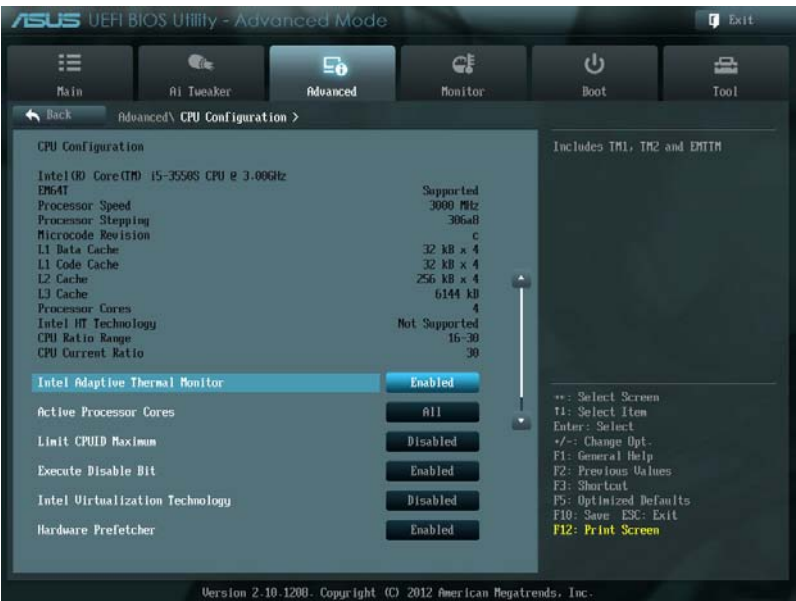 ASUS UEFI BIOS Utility - Advanced Mode
Exit
Main
Ai Tweaker
Advanced
Monitor
Boot
Tool
Back
Advanced\ CPU Configuration >
CPU Configuration
Intel(R) Core(TM) i5-3550S CPU @ 3.00GHz
EM64T Supported
Processor Speed 3000 MHz
Processor Stepping 306a8
Microcode Revision c
L1 Data Cache 32 kB x 4
L1 Code Cache 32 kB x 4
L2 Cache 256 kB x 4
L3 Cache 6144 kB
Processor Cores 4
Intel HT Technology Not Supported
CPU Ratio Range 16-30
CPU Current Ratio 30
Intel Adaptive Thermal Monitor Enabled
Active Processor Cores All
Limit CPUID Maximum Disabled
Execute Disable Bit Enabled
Intel Virtualization Technology Disabled
Hardware Prefetcher Enabled
Includes TM1, TM2 and EMTTM
→←: Select Screen
↑↓: Select Item
Enter: Select
+/-: Change Opt.
F1: General Help
F2: Previous Values
F3: Shortcut
F5: Optimized Defaults
F10: Save ESC: Exit
F12: Print Screen
Version 2.10.1208. Copyright (C) 2012 American Megatrends, Inc.